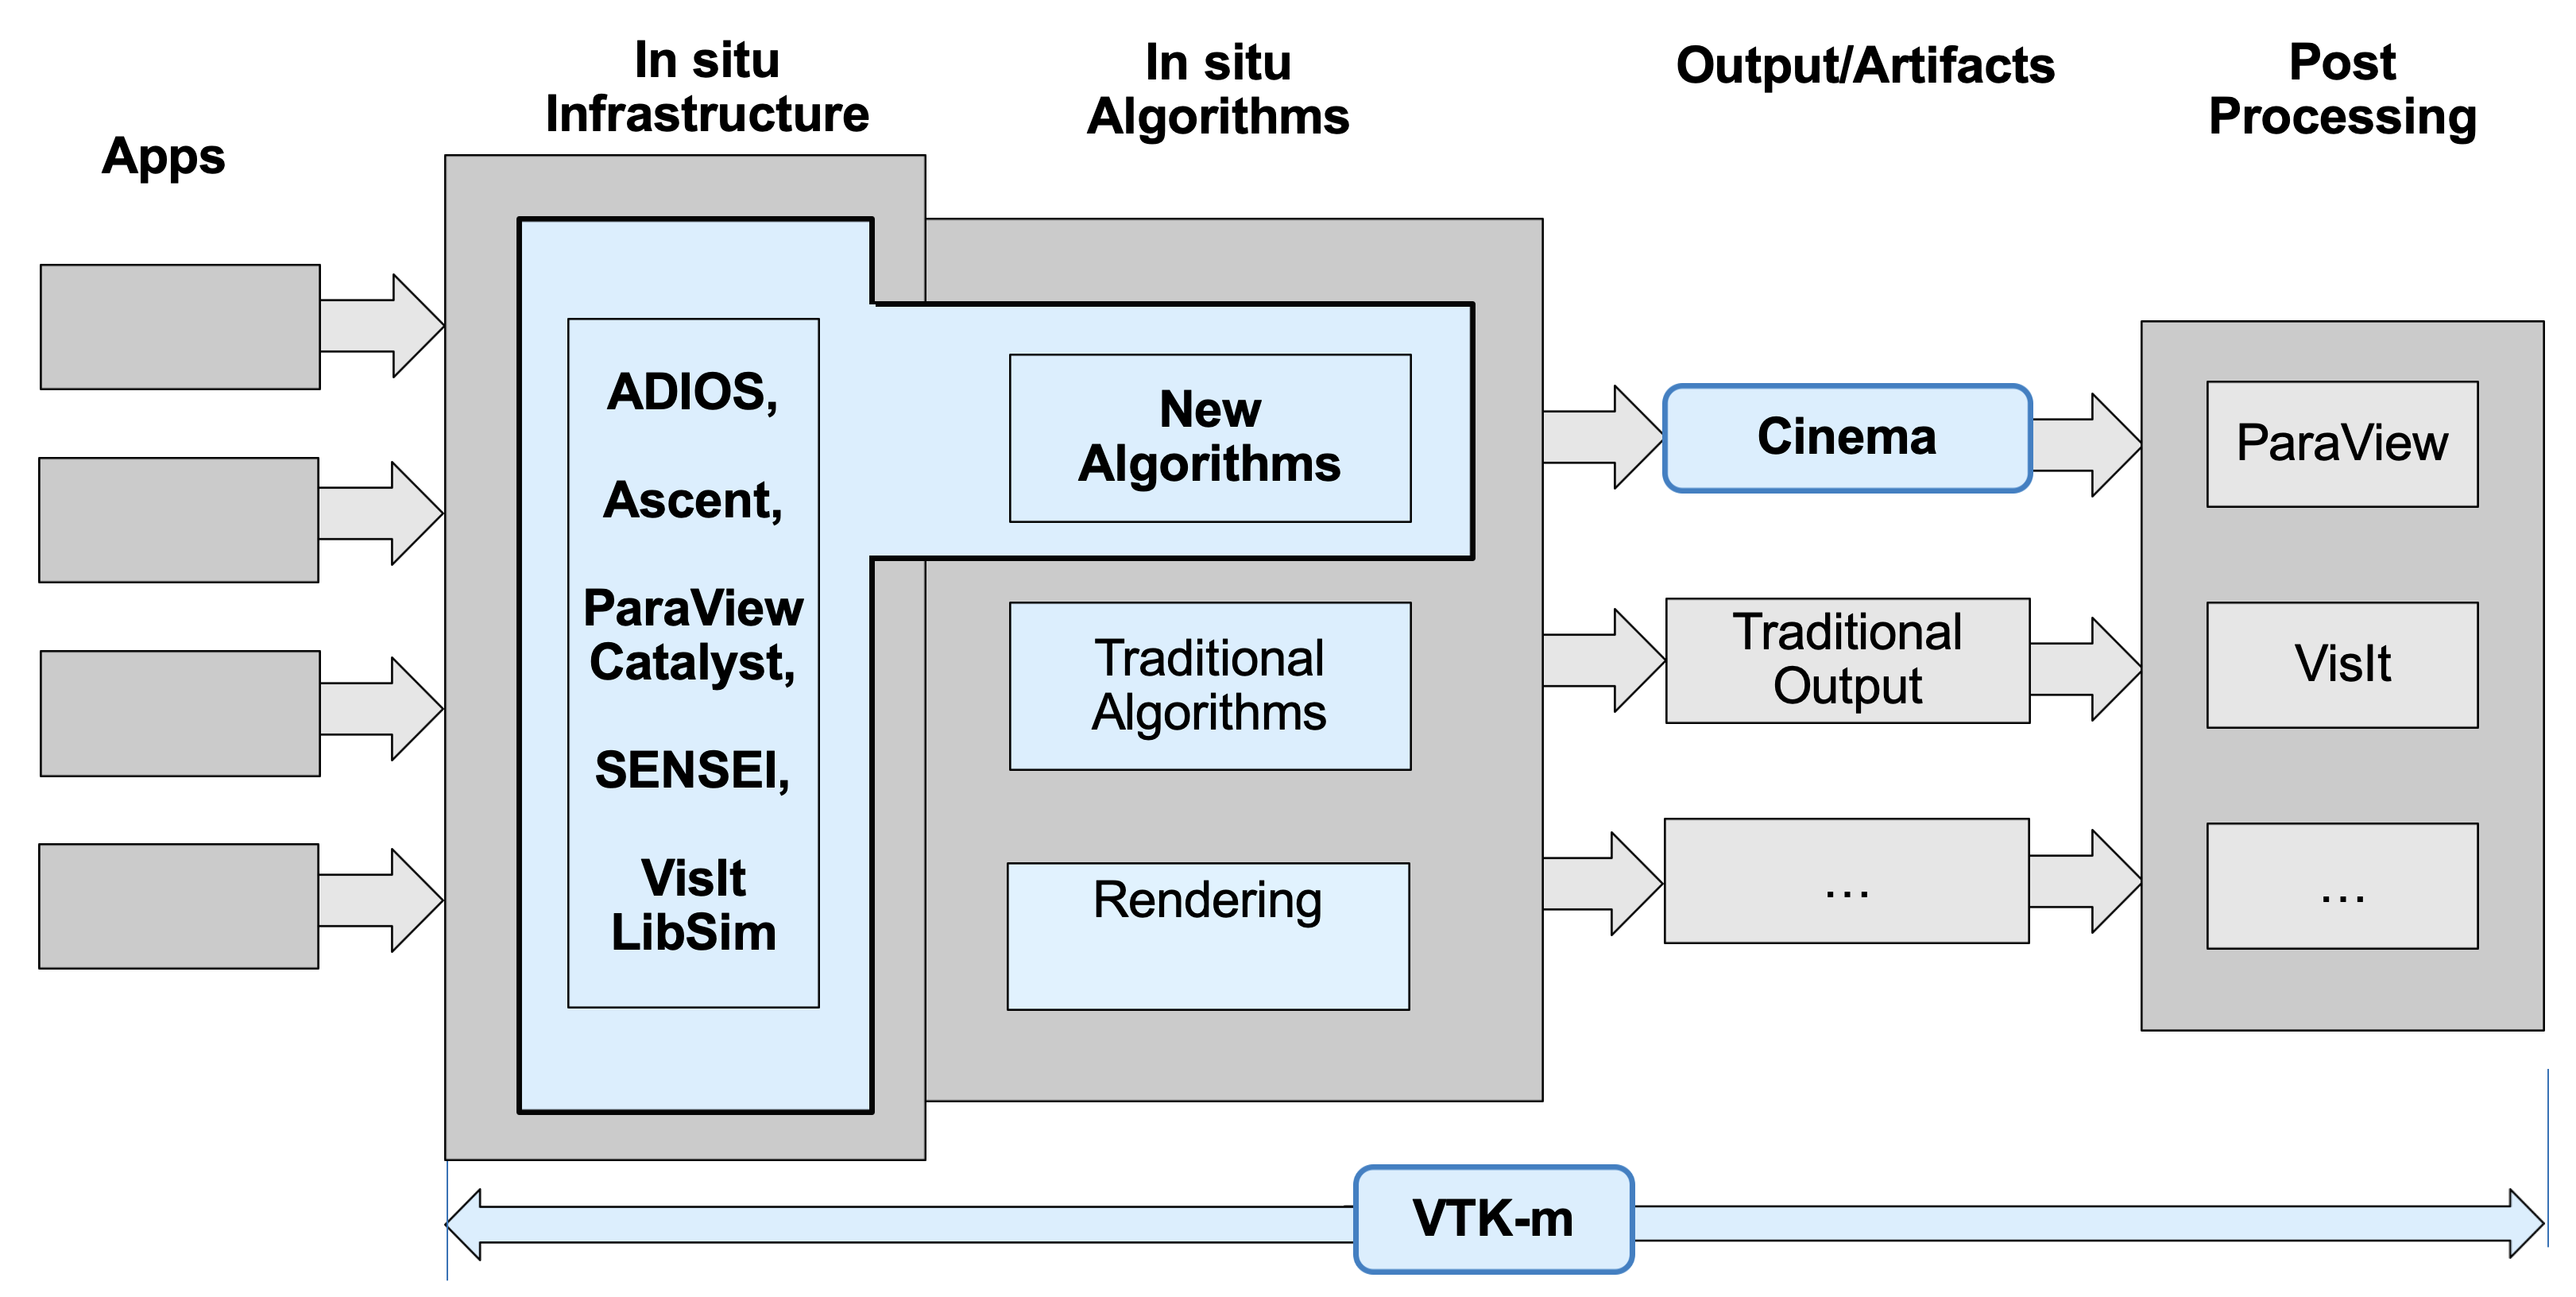 Apps
In situ
Infrastructure
In situ
Algorithms
Output/Artifacts
Post
Processing
ADIOS,
Ascent,
ParaView
Catalyst,
SENSEI,
VisIt
LibSim
New
Algorithms
Traditional
Algorithms
Rendering
Cinema
Traditional
Output
...
ParaView
VisIt
...
VTK-m